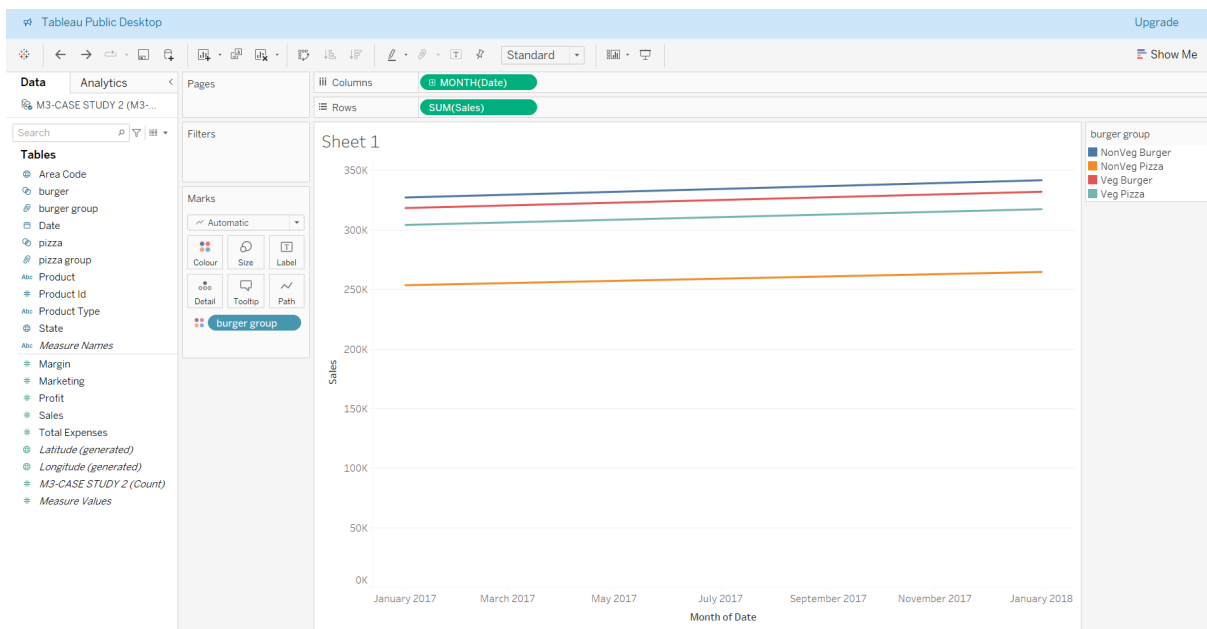 Tableau Public Desktop
Upgrade
Standard
Show Me
Data
Analytics
M3-CASE STUDY 2 (M3-...
Search
Tables
Area Code
burger
burger group
Date
pizza
pizza group
Abc Product
Product Id
Abc Product Type
State
Abc Measure Names
Margin
Marketing
Profit
Sales
Total Expenses
Latitude (generated)
Longitude (generated)
M3-CASE STUDY 2 (Count)
Measure Values
Pages
Filters
Marks
Automatic
Colour
Size
Label
Detail
Tooltip
Path
burger group
Columns
MONTH(Date)
Rows
SUM(Sales)
Sheet 1
350K
300K
250K
200K
150K
100K
50K
0K
Sales
January 2017
March 2017
May 2017
July 2017
September 2017
November 2017
January 2018
Month of Date
burger group
NonVeg Burger
NonVeg Pizza
Veg Burger
Veg Pizza